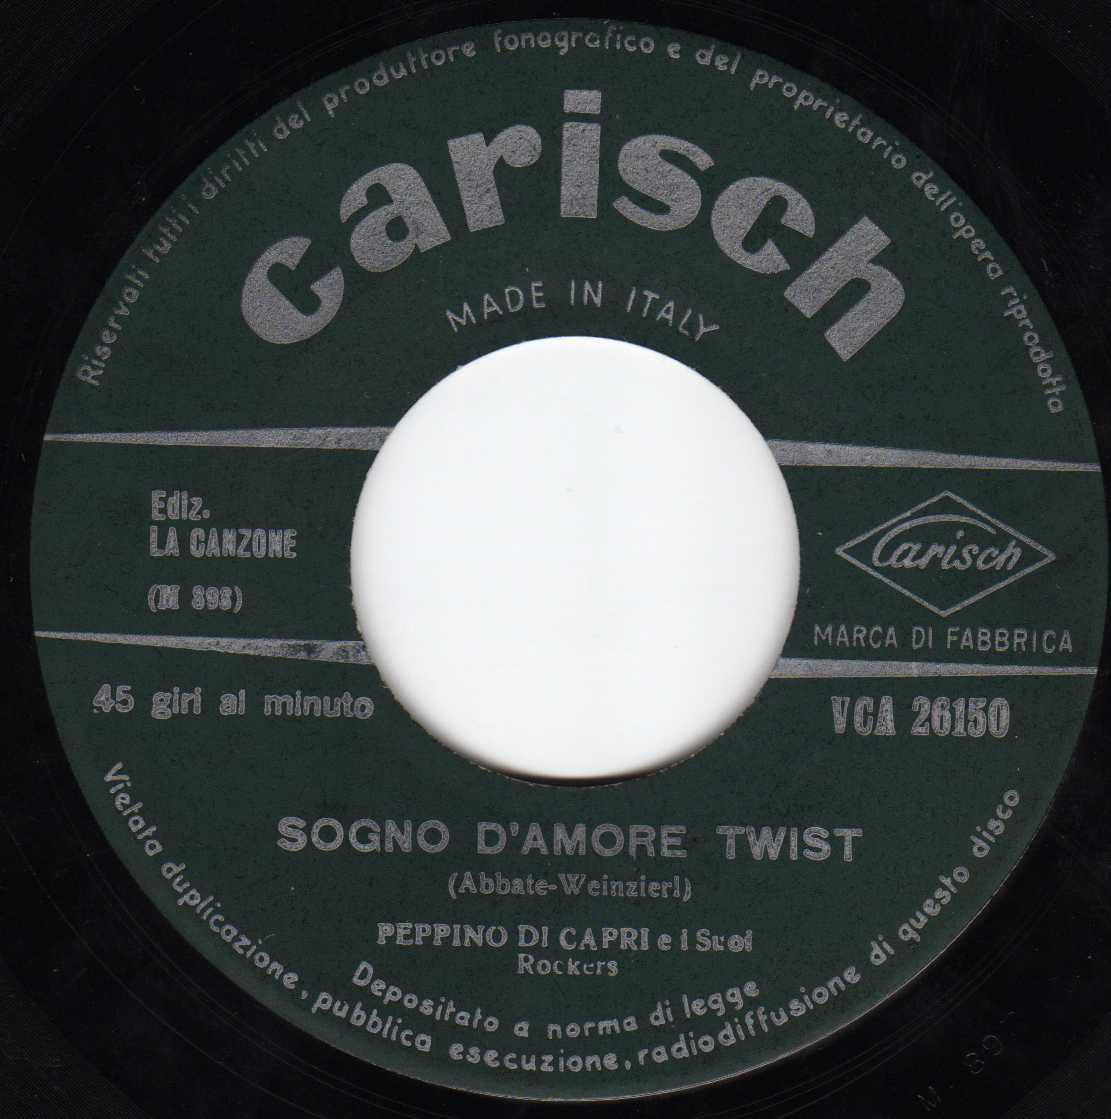 Riservati tutti i diritti del produttore fonografico e del proprietario dell'opera riprodotta
carisch
MADE IN ITALY
Ediz.
LA CANZONE
(M 898)
Carisch
MARCA DI FABBRICA
45 giri al minuto
VCA 26150
SOGNO D'AMORE TWIST
(Abbate-Weinzierl)
PEPPINO DI CAPRI e i Suoi
Rockers
Depositato a norma di legge
Vietata duplicazione, pubblica esecuzione, radiodiffusione di questo disco